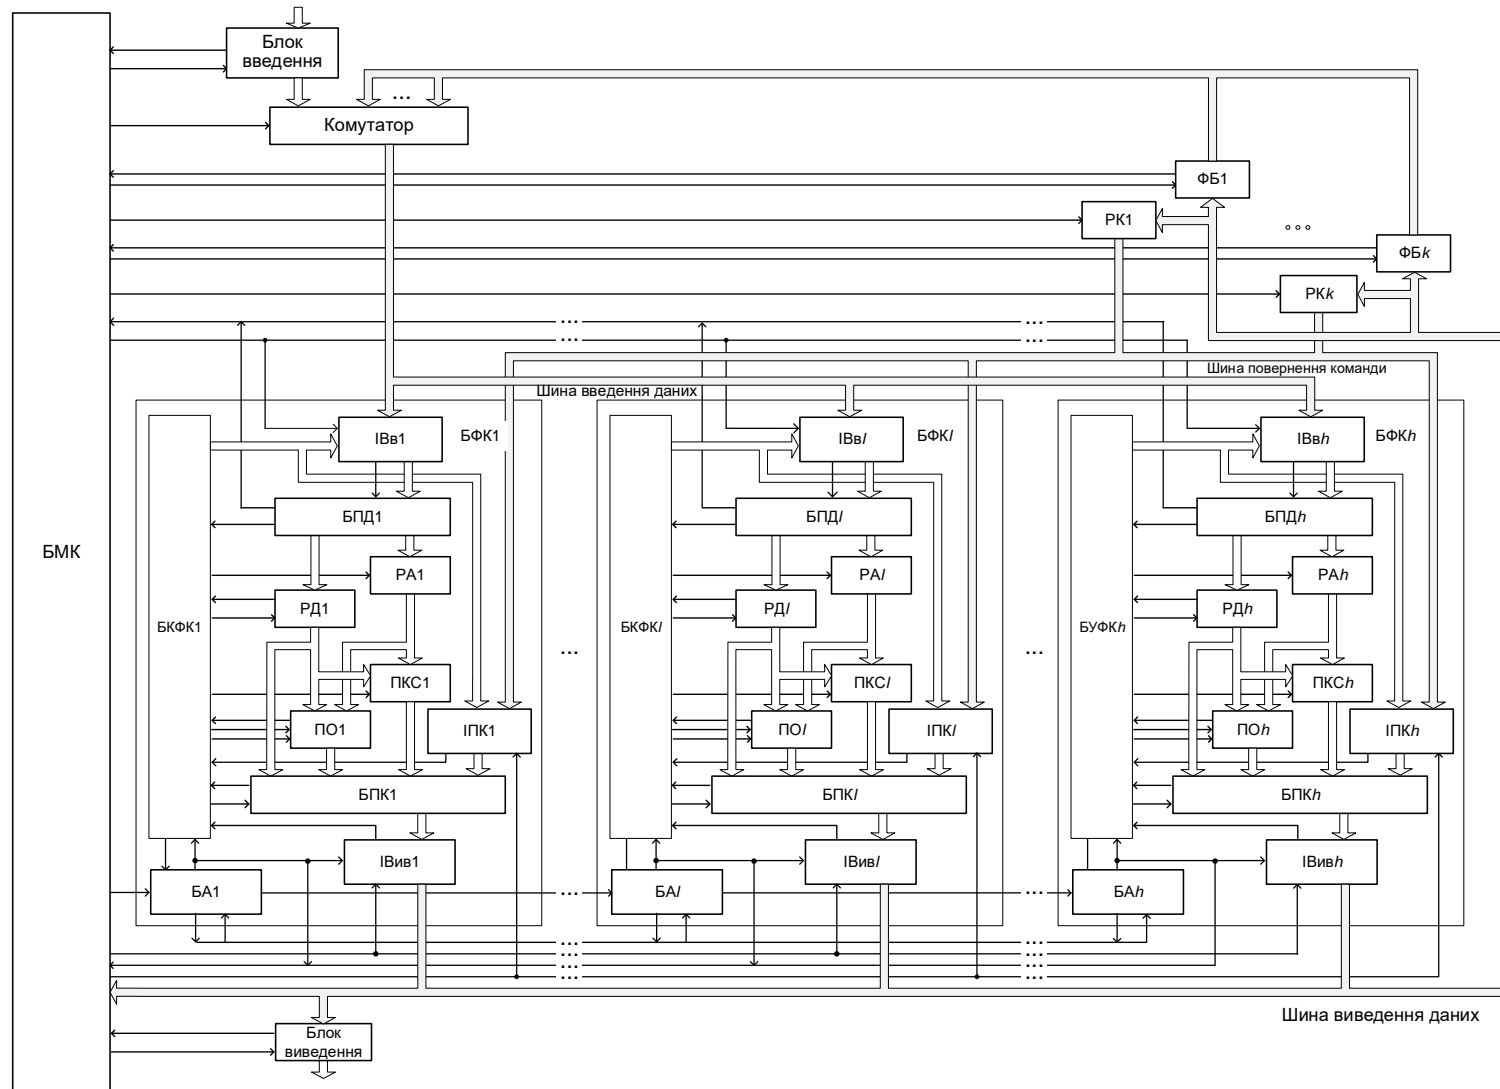 Блок
введення
...
Комутатор
ФБ1
РК1
ФБk
РКk
... ... ...
... ... ...
Шина повернення команди
Шина введення даних
ІВв1 БФК1 ІВвl БФКl ІВвh БФКh
БПД1 БПДl БПДh
БМК
РА1 РАl РАh
РД1 РДl РДh
БКФК1 БКФКl БУФКh
... ...
ПКС1 ПКСl ПКСh
ПО1 ІПК1 ПОl ІПКl ПОh ІПКh
БПК1 БПКl БПКh
ІВив1 ІВивl ІВивh
БА1 ... БАl ... БАh
... ...
... ...
... ...
... ...
Шина виведення даних
Блок
виведення